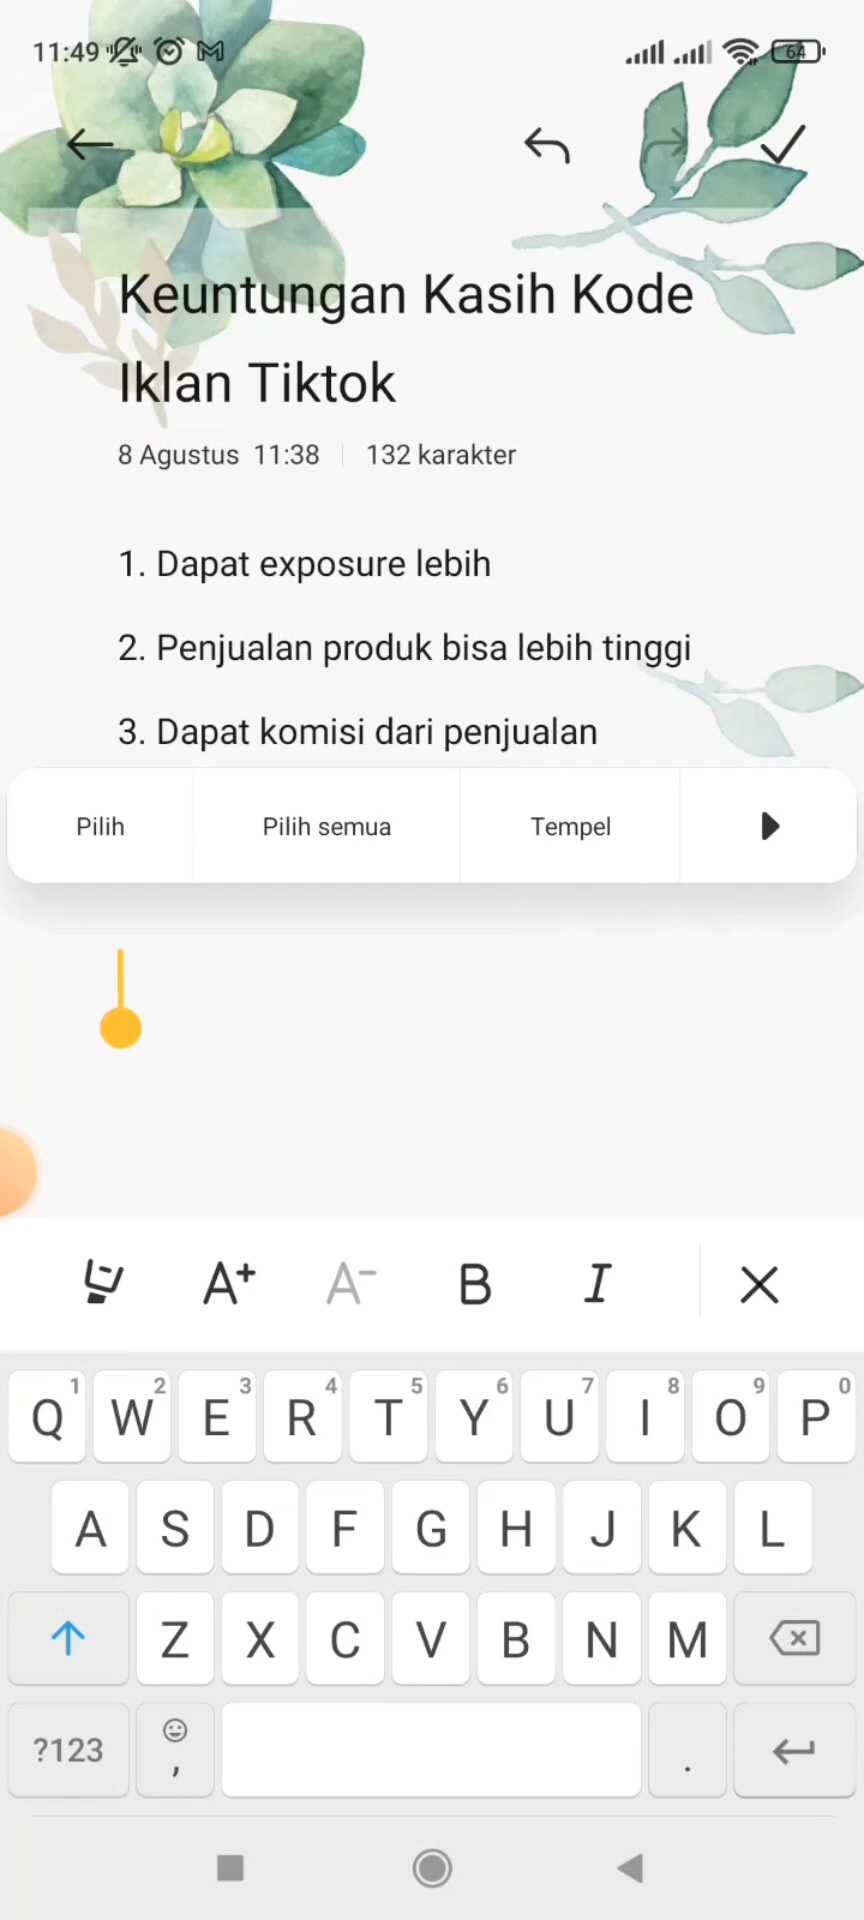 11:49
64
Keuntungan Kasih Kode
Iklan Tiktok
8 Agustus 11:38 | 132 karakter
1. Dapat exposure lebih
2. Penjualan produk bisa lebih tinggi
3. Dapat komisi dari penjualan
Pilih Pilih semua Tempel
A+ A- B I
1 2 3 4 5 6 7 8 9 0
Q W E R T Y U I O P
A S D F G H J K L
Z X C V B N M
?123 , .